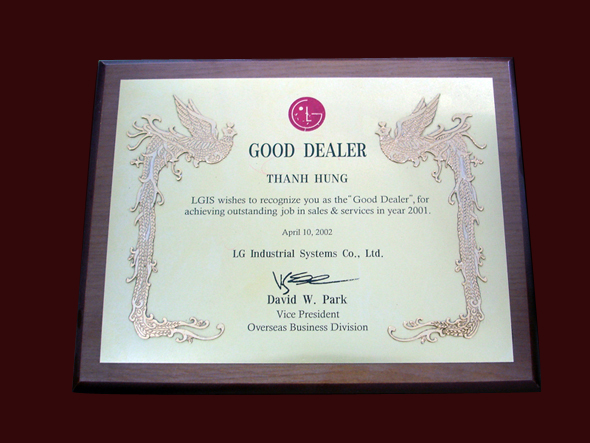 LG
GOOD DEALER
THANH HUNG
LGIS wishes to recognize you as the "Good Dealer", for
achieving outstanding job in sales & services in year 2001.
April 10, 2002
LG Industrial Systems Co., Ltd.
David W. Park
Vice President
Overseas Business Division